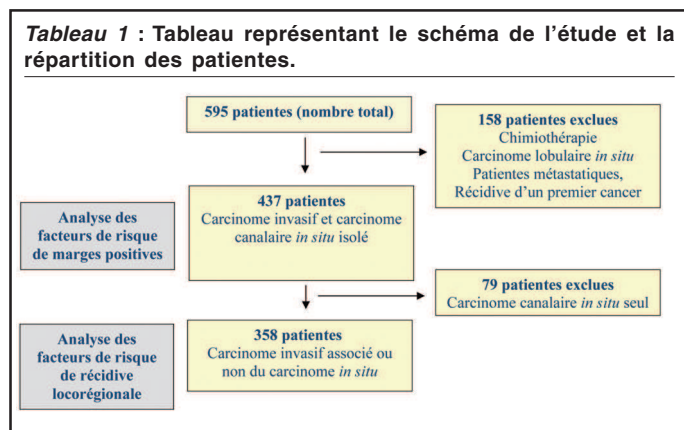 Tableau 1 : Tableau représentant le schéma de l'étude et la
répartition des patientes.
595 patientes (nombre total)
158 patientes exclues
Chimiothérapie
Carcinome lobulaire in situ
Patientes métastatiques,
Récidive d'un premier cancer
437 patientes
Carcinome invasif et carcinome
canalaire in situ isolé
Analyse des
facteurs de risque
de marges positives
79 patientes exclues
Carcinome canalaire in situ seul
358 patientes
Carcinome invasif associé ou
non du carcinome in situ
Analyse des
facteurs de risque
de récidive
locorégionale